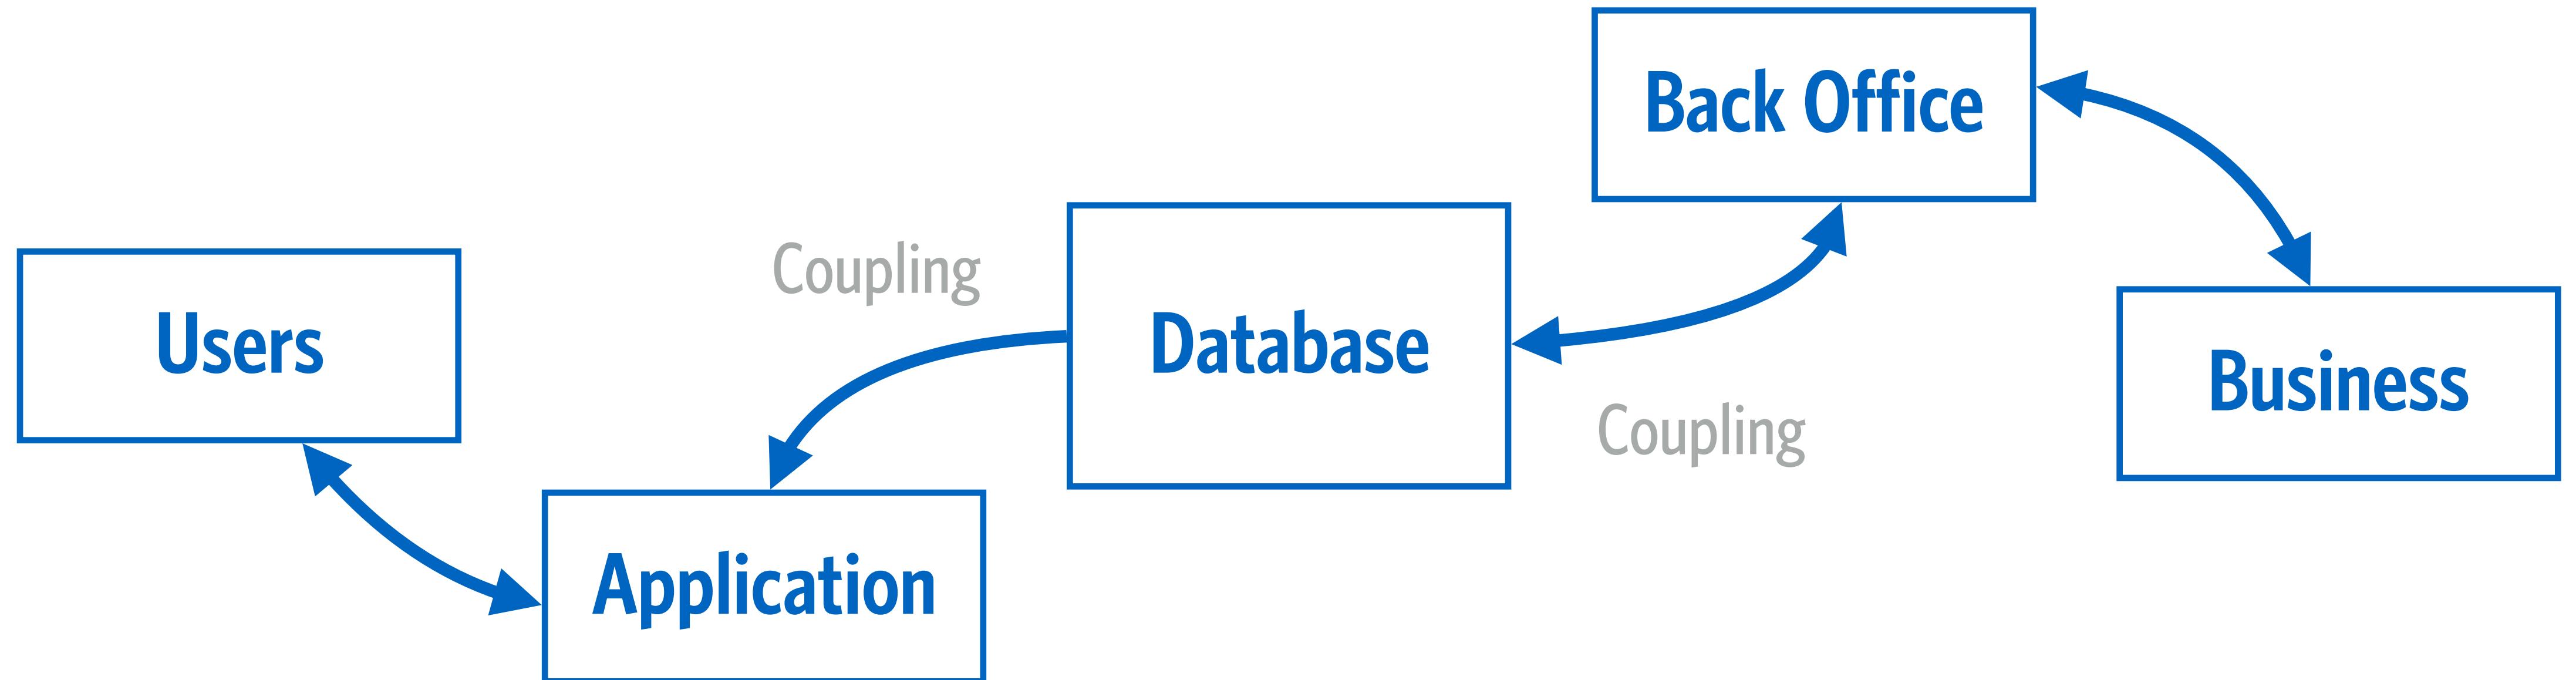 Users
Coupling
Application
Database
Back Office
Coupling
Business